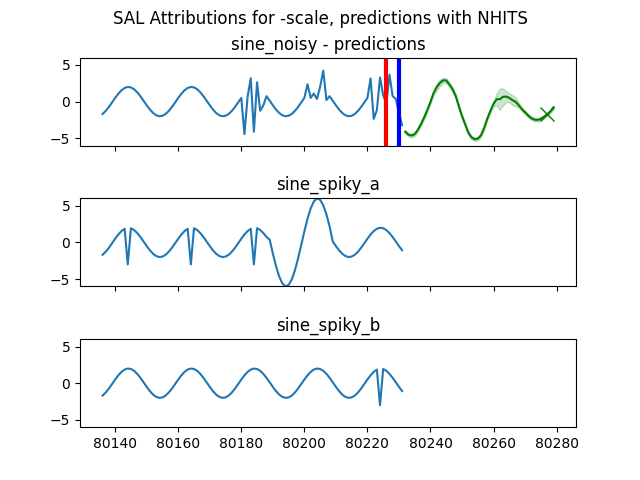 SAL Attributions for -scale, predictions with NHITS
sine_noisy - predictions
5
0
−5
sine_spiky_a
5
0
−5
sine_spiky_b
5
0
−5
80140 80160 80180 80200 80220 80240 80260 80280